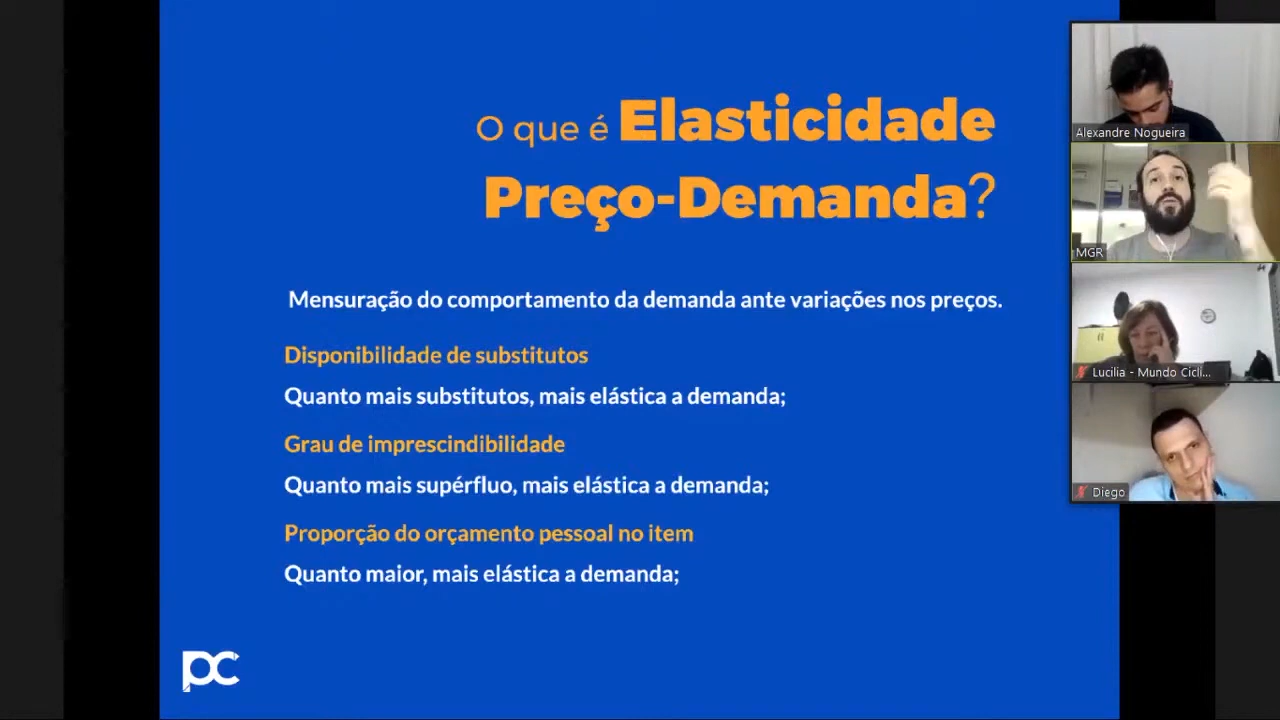 O que é Elasticidade
Preço-Demanda?
Mensuração do comportamento da demanda ante variações nos preços.
Disponibilidade de substitutos
Quanto mais substitutos, mais elástica a demanda;
Grau de imprescindibilidade
Quanto mais supérfluo, mais elástica a demanda;
Proporção do orçamento pessoal no item
Quanto maior, mais elástica a demanda;
pc
Alexandre Nogueira
MGR
Lucilia - Mundo Cicli...
Diego